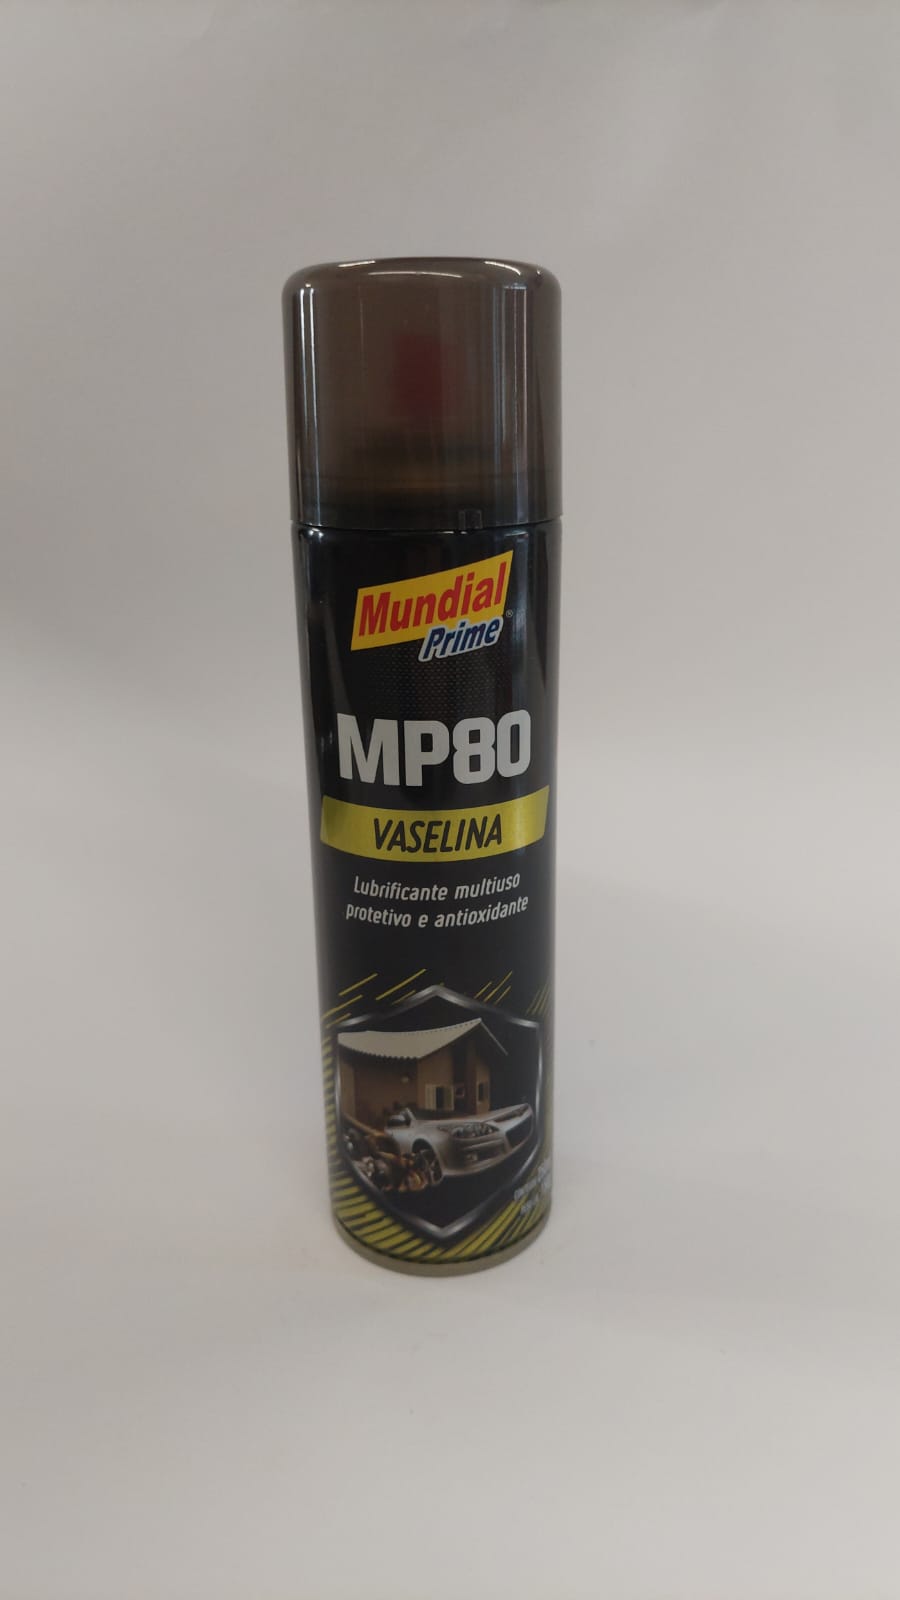 Mundial
Prime®
MP80
VASELINA
Lubrificante multiuso
protetivo e antioxidante